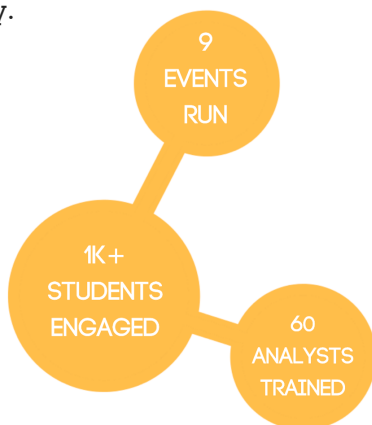 y.
9
EVENTS
RUN
1K+
STUDENTS
ENGAGED
60
ANALYSTS
TRAINED